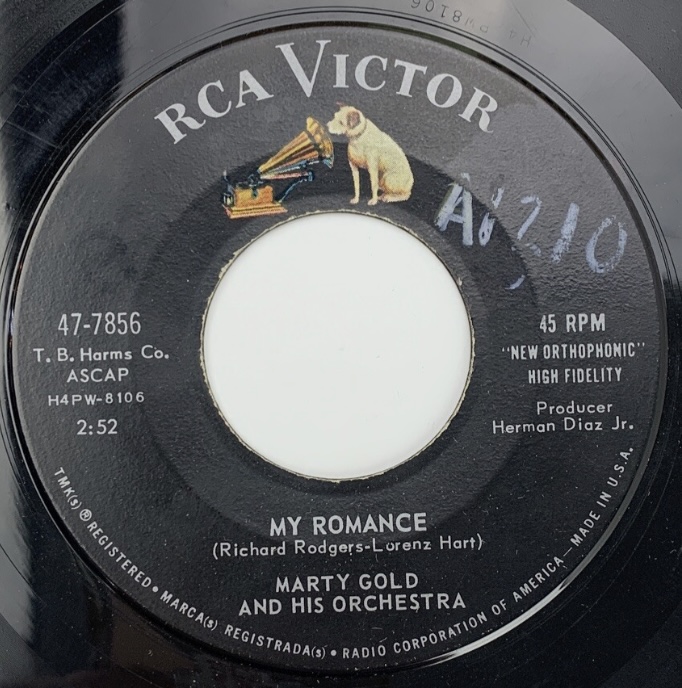 H4PW8106
RCA VICTOR
47-7856
T. B. Harms Co.
ASCAP
H4PW-8106
2:52
45 RPM
"NEW ORTHOPHONIC"
HIGH FIDELITY
Producer
Herman Diaz Jr.
MY ROMANCE
(Richard Rodgers-Lorenz Hart)
MARTY GOLD
AND HIS ORCHESTRA
TMK(s) ® REGISTERED • MARCA(s) REGISTRADA(s) • RADIO CORPORATION OF AMERICA—MADE IN U.S.A.